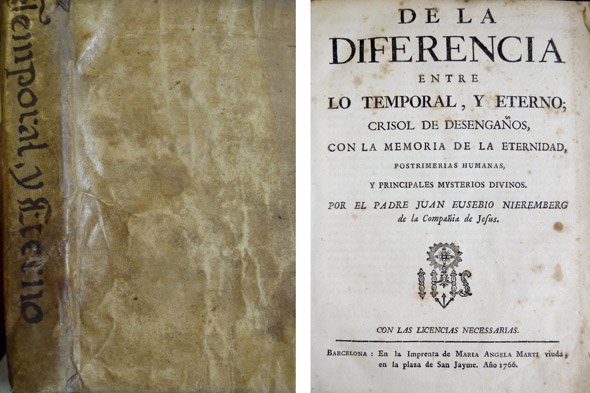 temporal, y Eterno
DE LA
DIFERENCIA
ENTRE
LO TEMPORAL, Y ETERNO;
CRISOL DE DESENGAÑOS,
CON LA MEMORIA DE LA ETERNIDAD,
POSTRIMERIAS HUMANAS,
Y PRINCIPALES MYSTERIOS DIVINOS.
POR EL PADRE JUAN EUSEBIO NIEREMBERG
de la Compañia de Jesus.
IHS
CON LAS LICENCIAS NECESSARIAS.
BARCELONA : En la Imprenta de MARIA ANGELA MARTI viuda,
en la plaza de San Jayme. Año 1766.